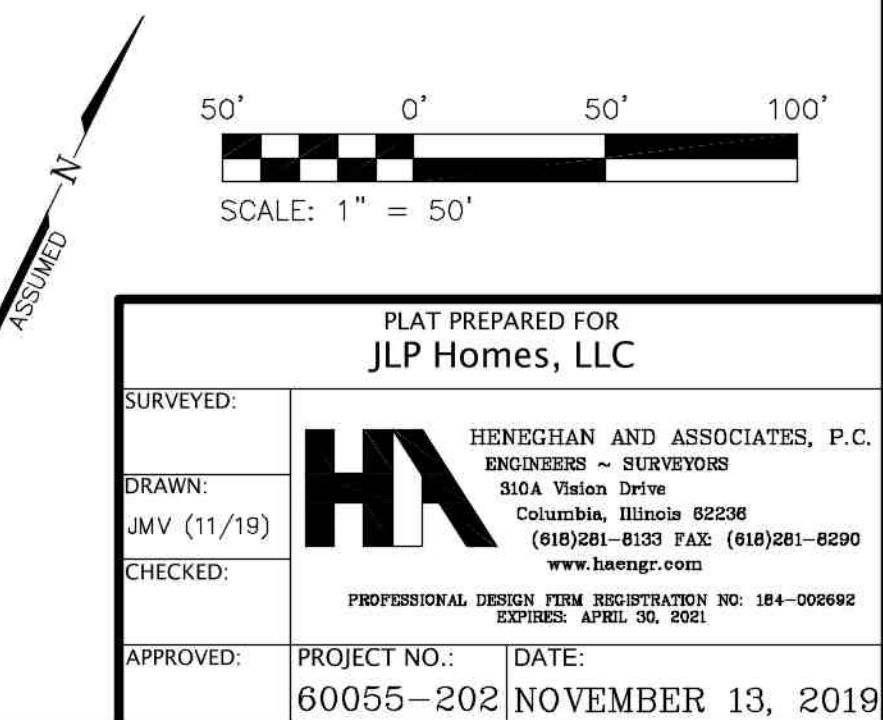 50' 0' 50' 100'
SCALE: 1" = 50'
N
ASSUMED
PLAT PREPARED FOR
JLP Homes, LLC
SURVEYED:
DRAWN:
JMV (11/19)
CHECKED:
APPROVED:
HA
HENEGHAN AND ASSOCIATES, P.C.
ENGINEERS ~ SURVEYORS
310A Vision Drive
Columbia, Illinois 62236
(618)281-8133 FAX: (618)281-8290
www.haengr.com
PROFESSIONAL DESIGN FIRM REGISTRATION NO: 184-002692
EXPIRES: APRIL 30, 2021
PROJECT NO.:
60055-202
DATE:
NOVEMBER 13, 2019